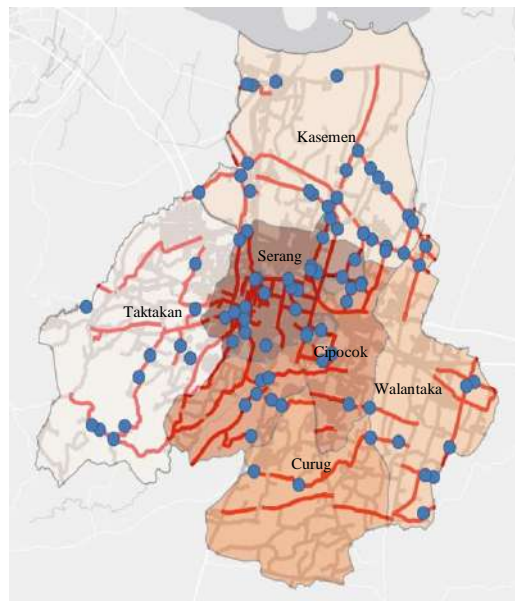 Kasemen
Serang
Taktakan
Cipocok
Walantaka
Curug